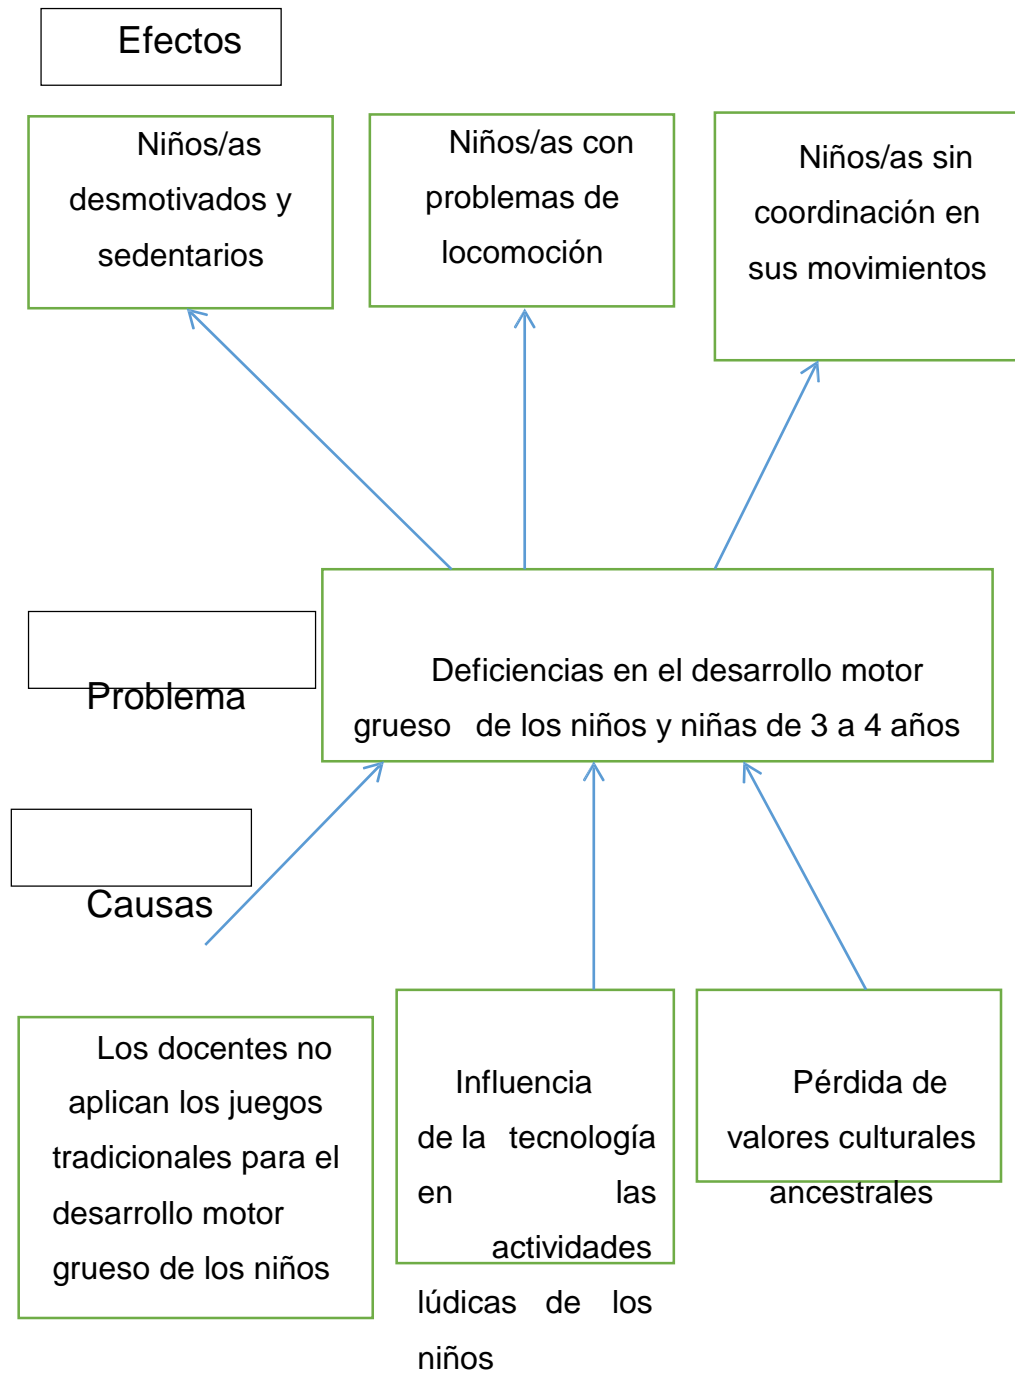 Efectos
Niños/as
desmotivados y
sedentarios
Niños/as con
problemas de
locomoción
Niños/as sin
coordinación en
sus movimientos
Problema
Deficiencias en el desarrollo motor
grueso de los niños y niñas de 3 a 4 años
Causas
Los docentes no
aplican los juegos
tradicionales para el
desarrollo motor
grueso de los niños
Influencia
de la tecnología
en las
actividades
lúdicas de los
niños
Pérdida de
valores culturales
ancestrales